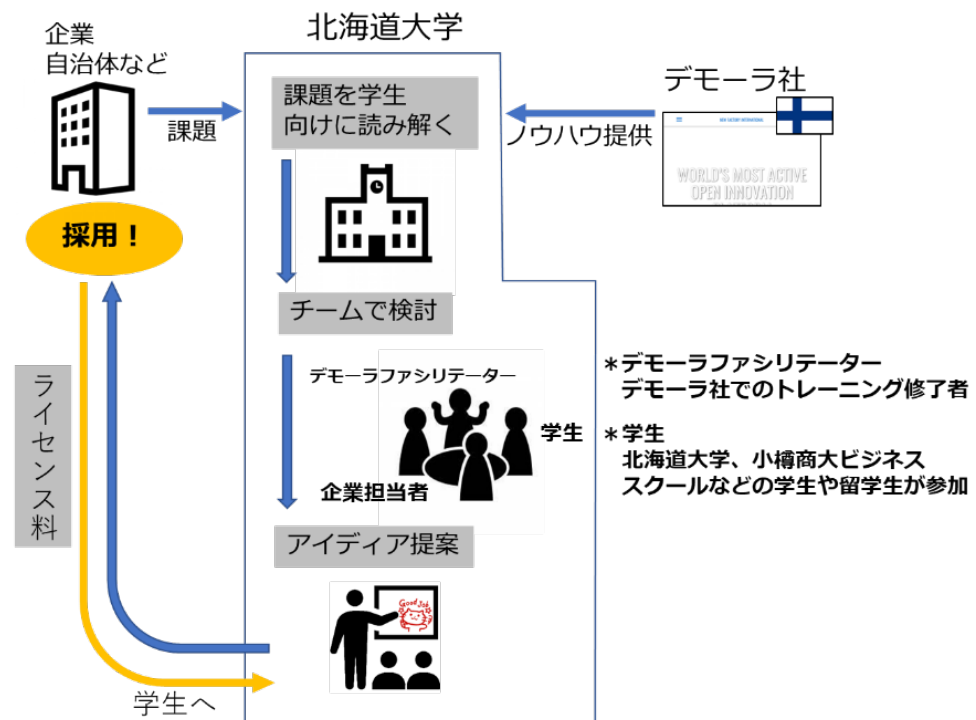 北海道大学
企業
自治体など
課題
課題を学生
向けに読み解く
デモーラ社
ノウハウ提供
WORLD'S MOST ACTIVE
OPEN INNOVATION
採用！
チームで検討
デモーラファシリテーター
学生
企業担当者
＊デモーラファシリテーター
デモーラ社でのトレーニング修了者
＊学生
北海道大学、小樽商大ビジネス
スクールなどの学生や留学生が参加
ライセンス料
アイディア提案
Good Job
学生へ